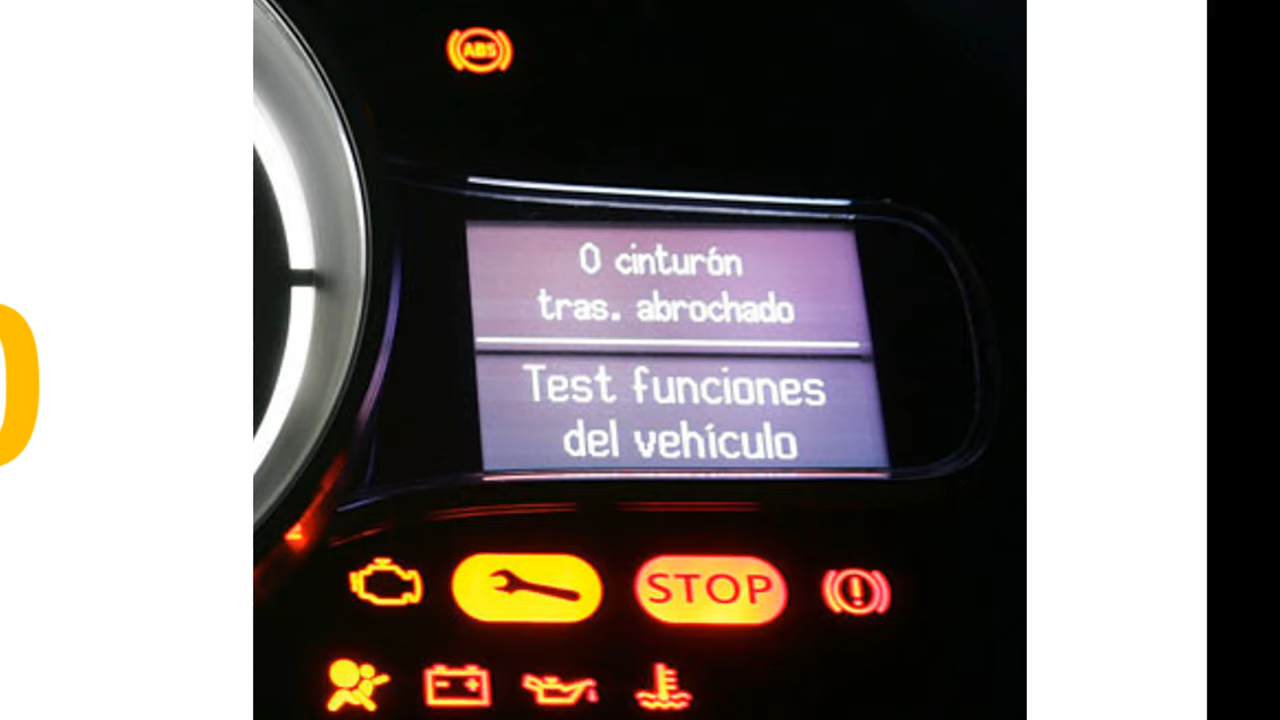 ABS
0 cinturón
tras. abrochado
Test funciones
del vehículo
STOP